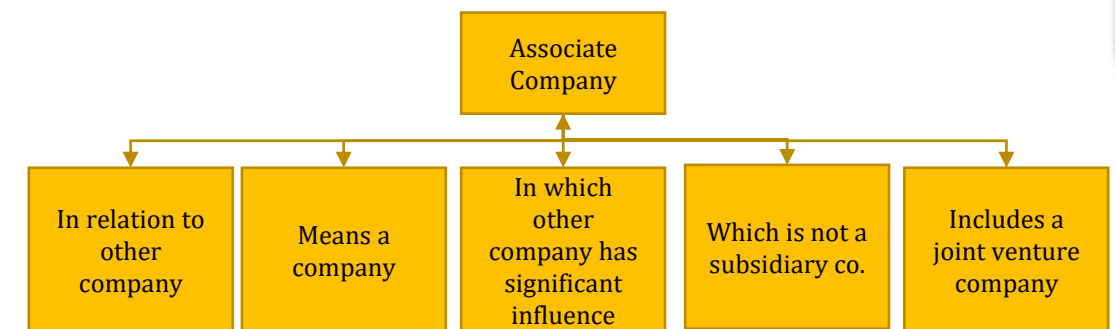 Associate
Company
In relation to
other
company
Means a
company
In which
other
company has
significant
influence
Which is not a
subsidiary co.
Includes a
joint venture
company